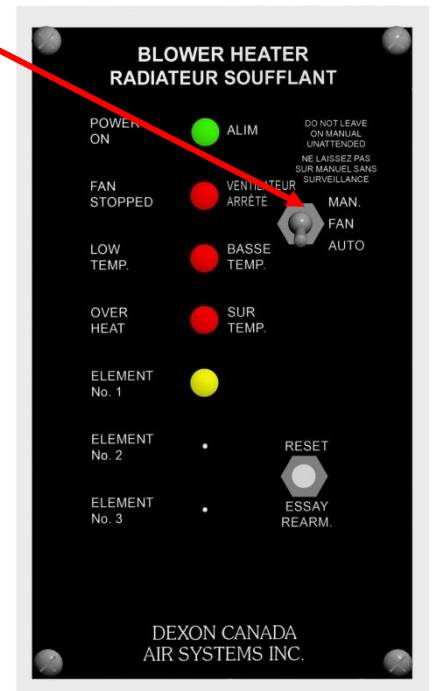 BLOWER HEATER
RADIATEUR SOUFFLANT
POWER
ON
ALIM
DO NOT LEAVE
ON MANUAL
UNATTENDED
NE LAISSEZ PAS
SUR MANUEL SANS
SURVEILLANCE
FAN
STOPPED
VENTILATEUR
ARRÊTÉ
MAN.
FAN
AUTO
LOW
TEMP.
BASSE
TEMP.
OVER
HEAT
SUR
TEMP.
ELEMENT
No. 1
ELEMENT
No. 2
RESET
ELEMENT
No. 3
ESSAY
REARM.
DEXON CANADA
AIR SYSTEMS INC.